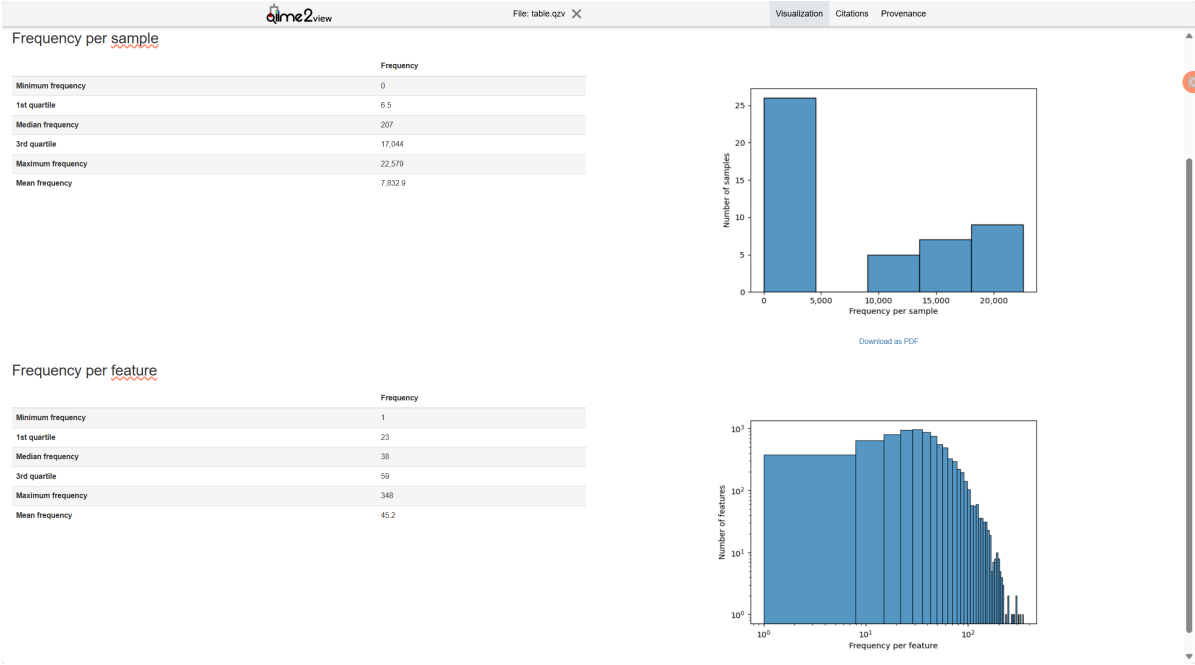 qiime2view
File: table.qzv
Visualization Citations Provenance
Frequency per sample
Frequency
Minimum frequency 0
1st quartile 6.5
Median frequency 207
3rd quartile 17,044
Maximum frequency 22,579
Mean frequency 7,832.9
Number of samples
25
20
15
10
5
0
0 5,000 10,000 15,000 20,000
Frequency per sample
Download as PDF
Frequency per feature
Frequency
Minimum frequency 1
1st quartile 23
Median frequency 38
3rd quartile 59
Maximum frequency 348
Mean frequency 45.2
Number of features
10³
10²
10¹
10⁰
10⁰ 10¹ 10²
Frequency per feature